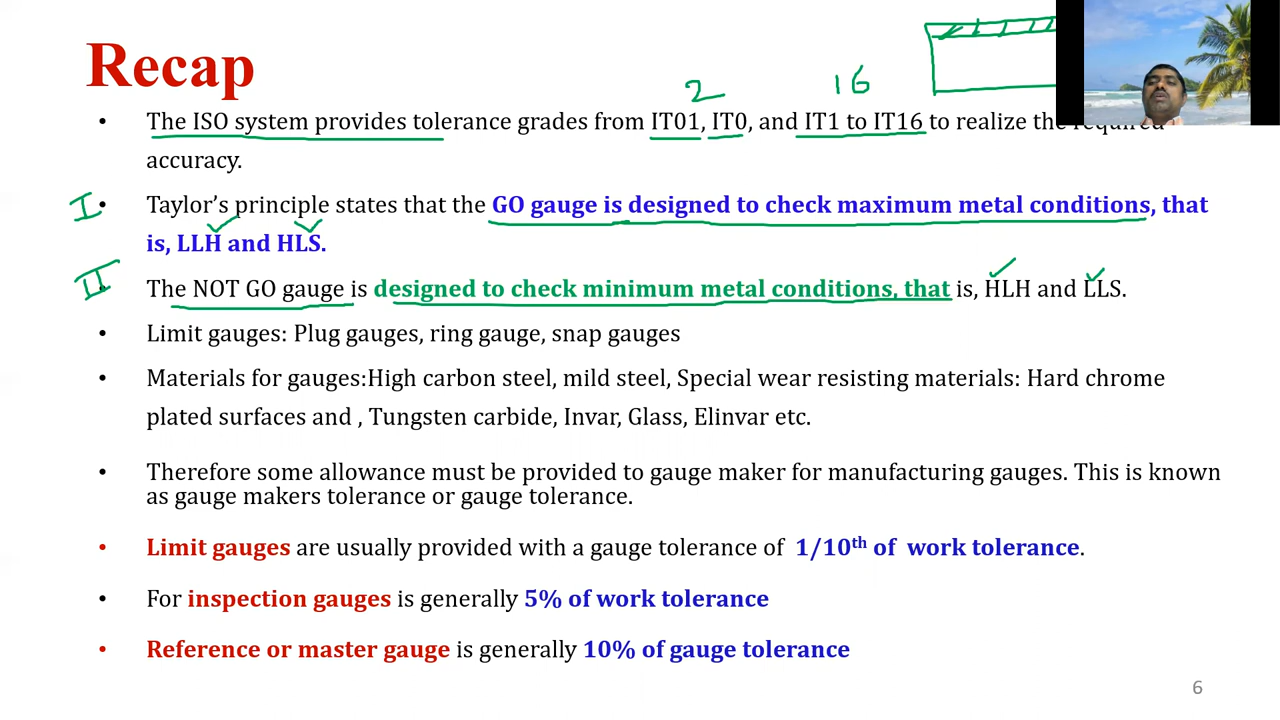 Recap
2 16
• The ISO system provides tolerance grades from IT01, IT0, and IT1 to IT16 to realize the required
accuracy.
I • Taylor’s principle states that the GO gauge is designed to check maximum metal conditions, that
is, LLH and HLS.
II • The NOT GO gauge is designed to check minimum metal conditions, that is, HLH and LLS.
• Limit gauges: Plug gauges, ring gauge, snap gauges
• Materials for gauges:High carbon steel, mild steel, Special wear resisting materials: Hard chrome
plated surfaces and , Tungsten carbide, Invar, Glass, Elinvar etc.
• Therefore some allowance must be provided to gauge maker for manufacturing gauges. This is known
as gauge makers tolerance or gauge tolerance.
• Limit gauges are usually provided with a gauge tolerance of 1/10th of work tolerance.
• For inspection gauges is generally 5% of work tolerance
• Reference or master gauge is generally 10% of gauge tolerance
6